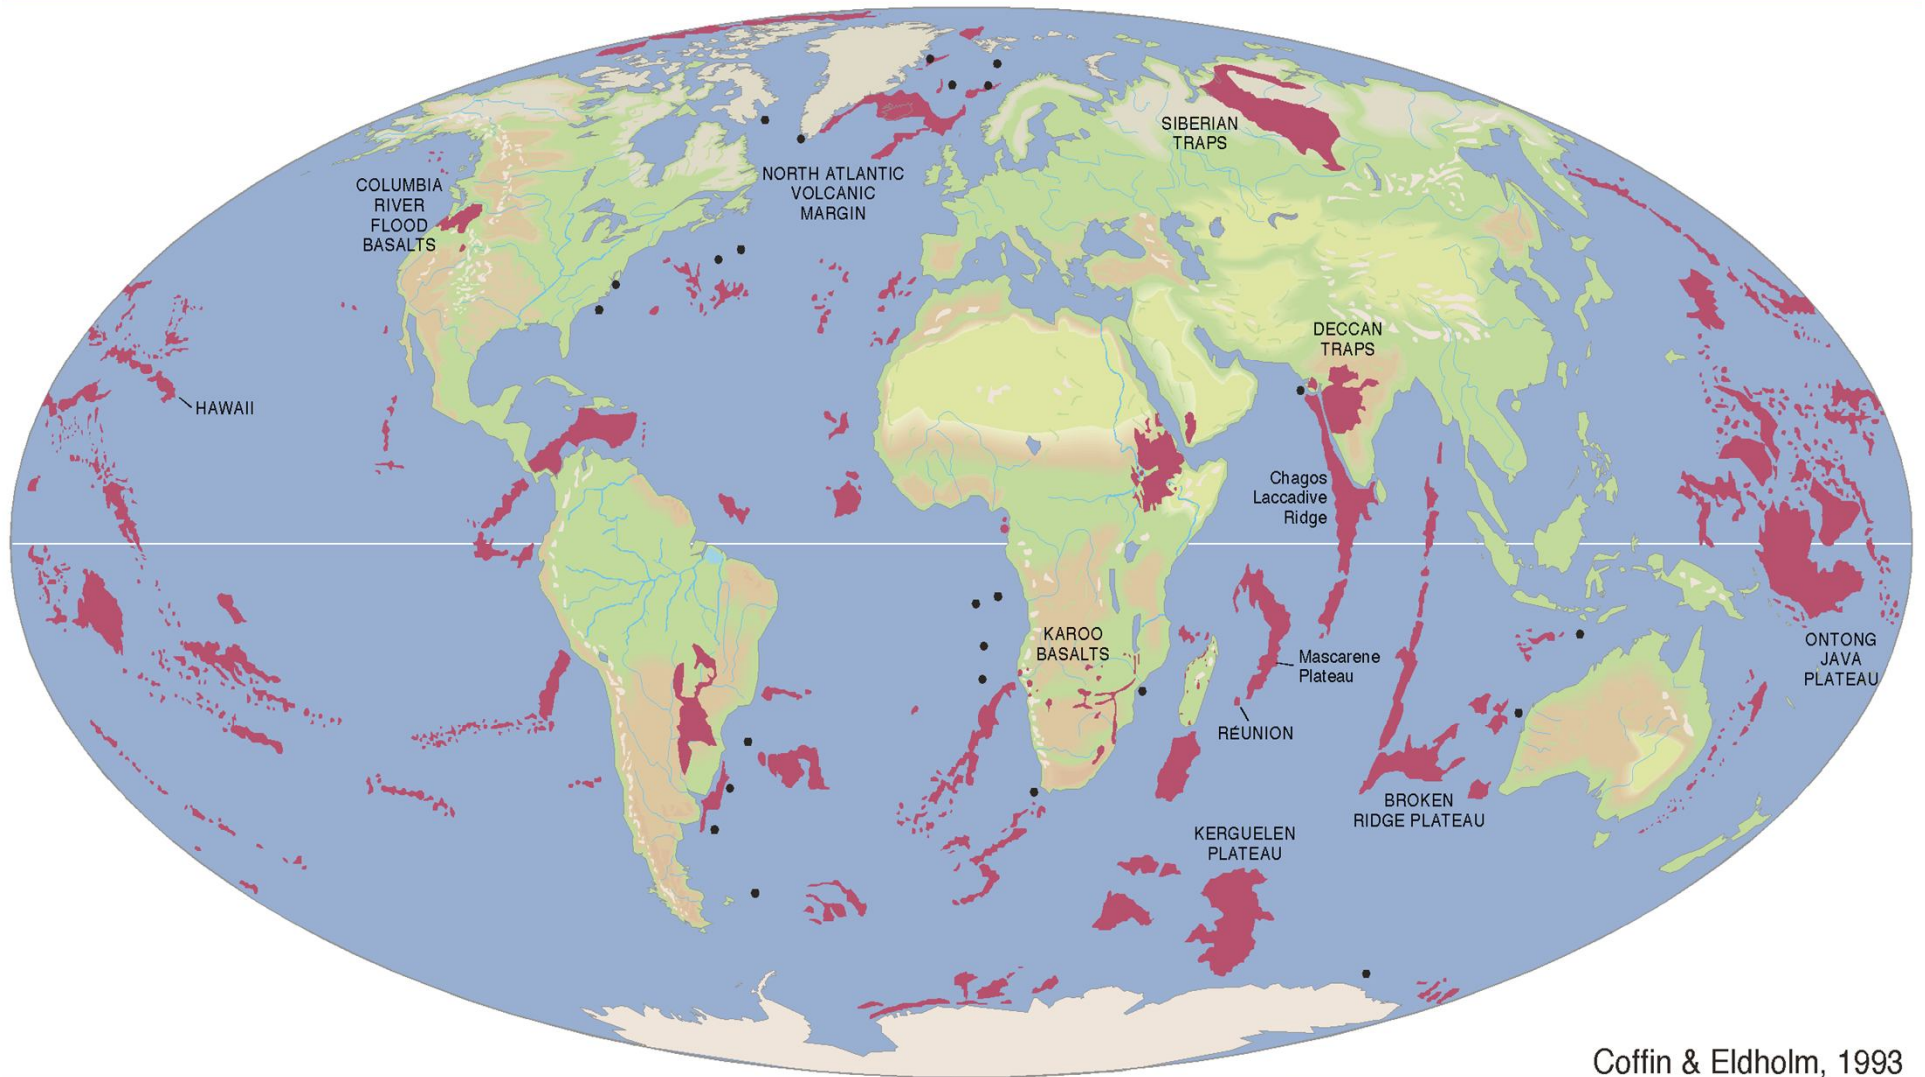 SIBERIAN
TRAPS
NORTH ATLANTIC
VOLCANIC
MARGIN
COLUMBIA
RIVER
FLOOD
BASALTS
DECCAN
TRAPS
HAWAII
Chagos
Laccadive
Ridge
KAROO
BASALTS
Mascarene
Plateau
ONTONG
JAVA
PLATEAU
RÉUNION
BROKEN
RIDGE PLATEAU
KERGUELEN
PLATEAU
Coffin & Eldholm, 1993